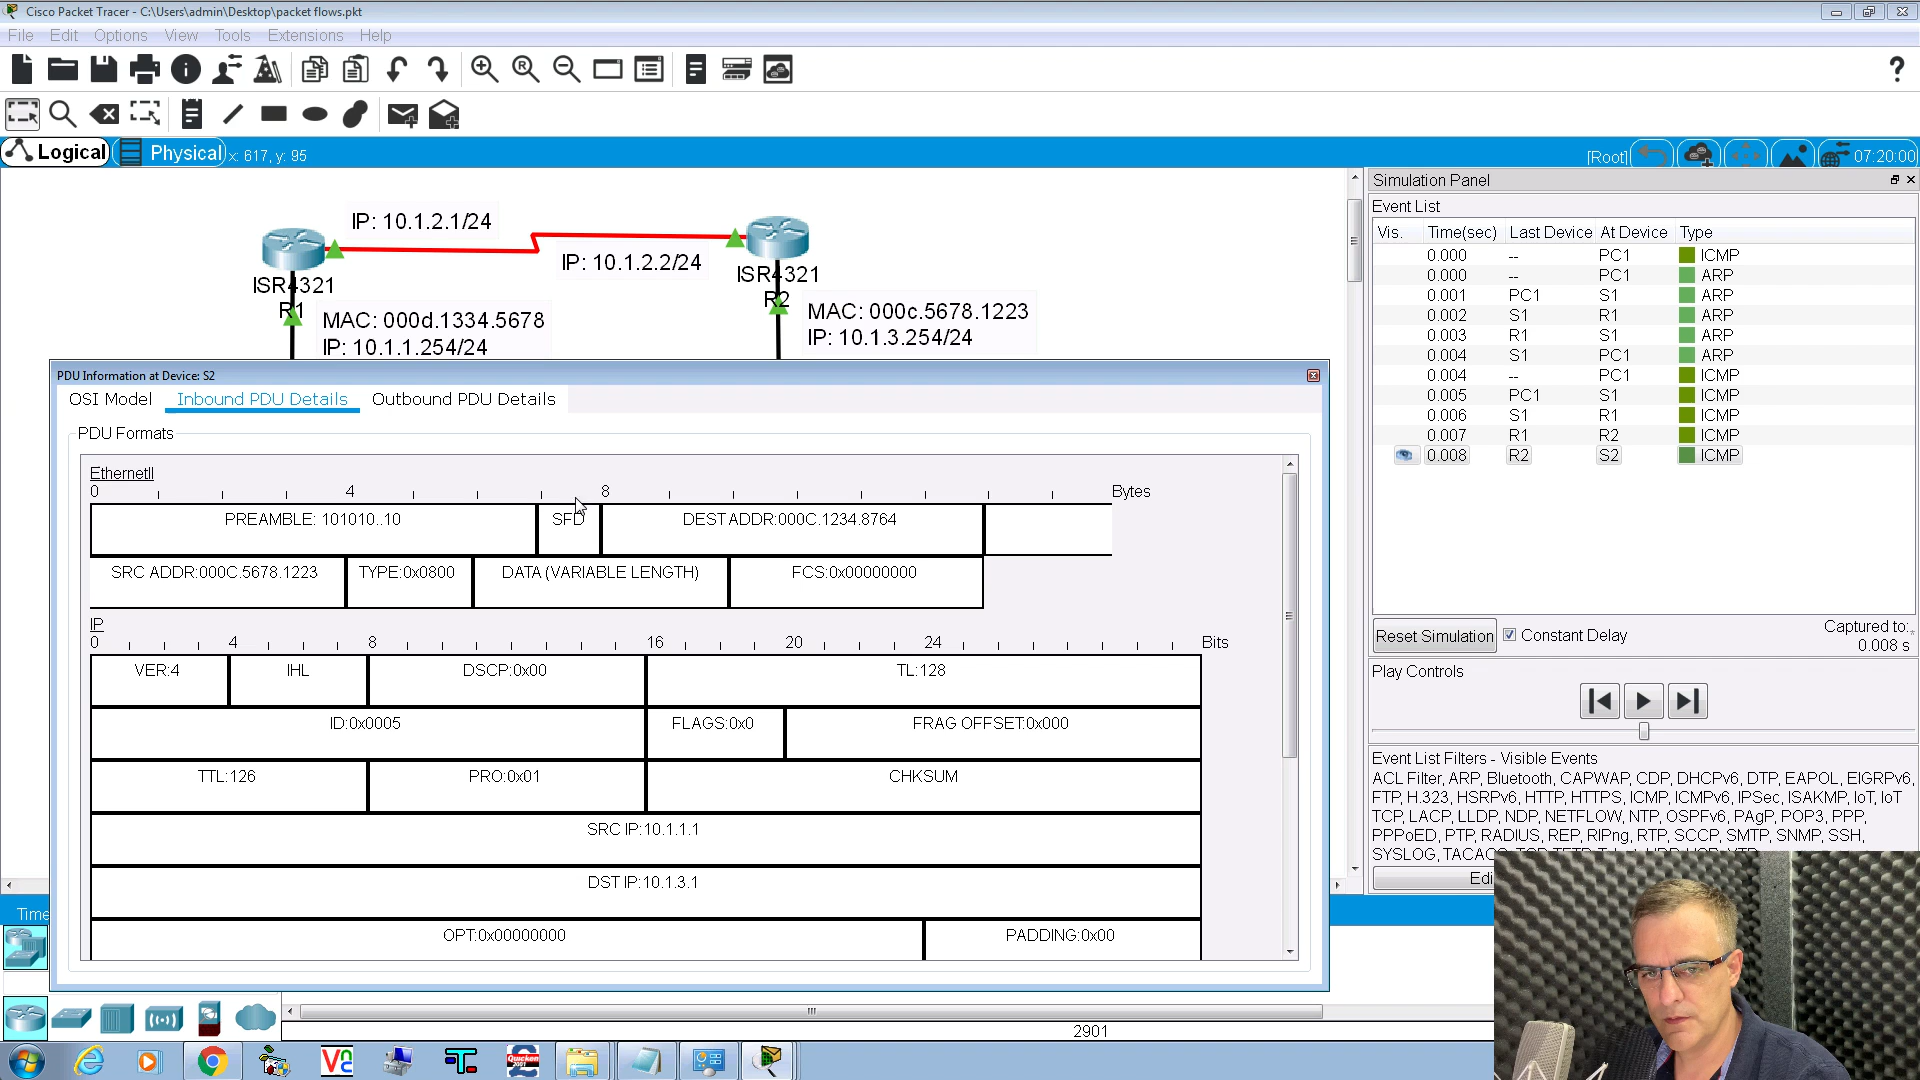 Cisco Packet Tracer - C:\Users\admin\Desktop\packet flows.pkt
File Edit Options View Tools Extensions Help
Logical Physical x: 617, y: 95 [Root] 07:20:00
IP: 10.1.2.1/24
IP: 10.1.2.2/24
ISR4321
R1
ISR4321
R2
MAC: 000d.1334.5678
IP: 10.1.1.254/24
MAC: 000c.5678.1223
IP: 10.1.3.254/24
PDU Information at Device: S2
OSI Model Inbound PDU Details Outbound PDU Details
PDU Formats
EthernetII
0 4 8 Bytes
PREAMBLE: 101010..10 SFD DEST ADDR:000C.1234.8764
SRC ADDR:000C.5678.1223 TYPE:0x0800 DATA (VARIABLE LENGTH) FCS:0x00000000
IP
0 4 8 16 20 24 Bits
VER:4 IHL DSCP:0x00 TL:128
ID:0x0005 FLAGS:0x0 FRAG OFFSET:0x000
TTL:126 PRO:0x01 CHKSUM
SRC IP:10.1.1.1
DST IP:10.1.3.1
OPT:0x00000000 PADDING:0x00
Simulation Panel
Event List
Vis. Time(sec) Last Device At Device Type
0.000 -- PC1 ICMP
0.000 -- PC1 ARP
0.001 PC1 S1 ARP
0.002 S1 R1 ARP
0.003 R1 S1 ARP
0.004 S1 PC1 ARP
0.004 -- PC1 ICMP
0.005 PC1 S1 ICMP
0.006 S1 R1 ICMP
0.007 R1 R2 ICMP
0.008 R2 S2 ICMP
Reset Simulation Constant Delay Captured to:
0.008 s
Play Controls
Event List Filters - Visible Events
ACL Filter, ARP, Bluetooth, CAPWAP, CDP, DHCPv6, DTP, EAPOL, EIGRPv6,
FTP, H.323, HSRPv6, HTTP, HTTPS, ICMP, ICMPv6, IPSec, ISAKMP, IoT, IoT
TCP, LACP, LLDP, NDP, NETFLOW, NTP, OSPFv6, PAgP, POP3, PPP,
PPPoED, PTP, RADIUS, REP, RIPng, RTP, SCCP, SMTP, SNMP, SSH,
SYSLOG,
Edi
Time
2901
Quicken